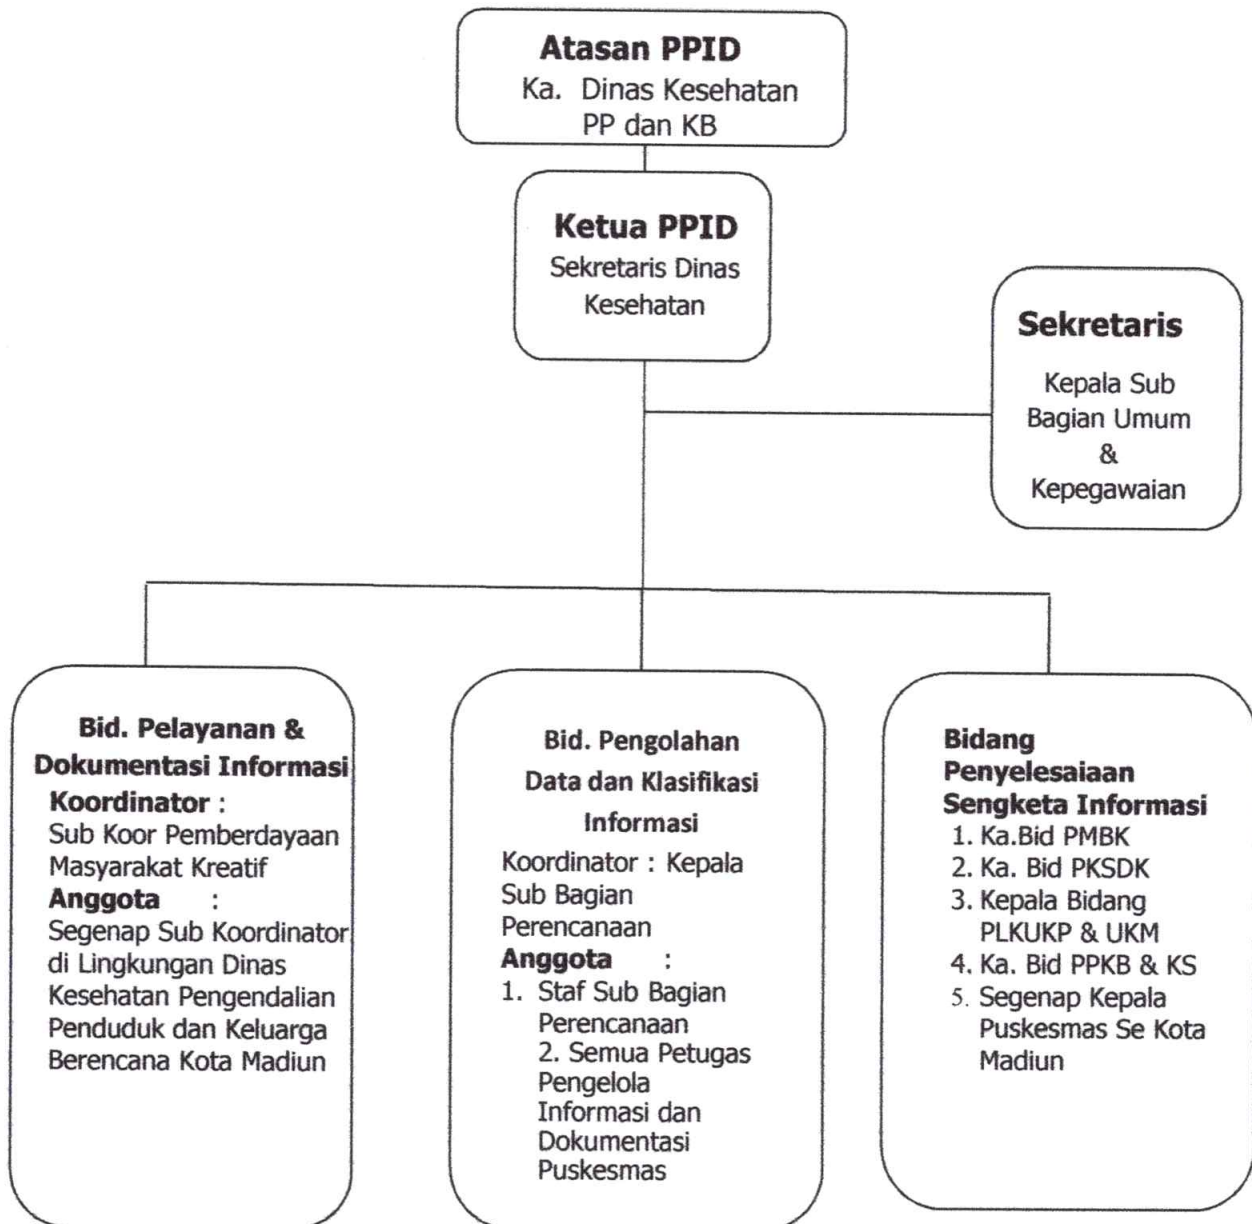 Atasan PPID
Ka. Dinas Kesehatan
PP dan KB
Ketua PPID
Sekretaris Dinas
Kesehatan
Sekretaris
Kepala Sub
Bagian Umum
&
Kepegawaian
Bid. Pelayanan &
Dokumentasi Informasi
Koordinator :
Sub Koor Pemberdayaan
Masyarakat Kreatif
Anggota :
Segenap Sub Koordinator
di Lingkungan Dinas
Kesehatan Pengendalian
Penduduk dan Keluarga
Berencana Kota Madiun
Bid. Pengolahan
Data dan Klasifikasi
Informasi
Koordinator : Kepala
Sub Bagian
Perencanaan
Anggota :
1. Staf Sub Bagian
Perencanaan
2. Semua Petugas
Pengelola
Informasi dan
Dokumentasi
Puskesmas
Bidang
Penyelesaiaan
Sengketa Informasi
1. Ka.Bid PMBK
2. Ka. Bid PKSDK
3. Kepala Bidang
PLKUKP & UKM
4. Ka. Bid PPKB & KS
5. Segenap Kepala
Puskesmas Se Kota
Madiun